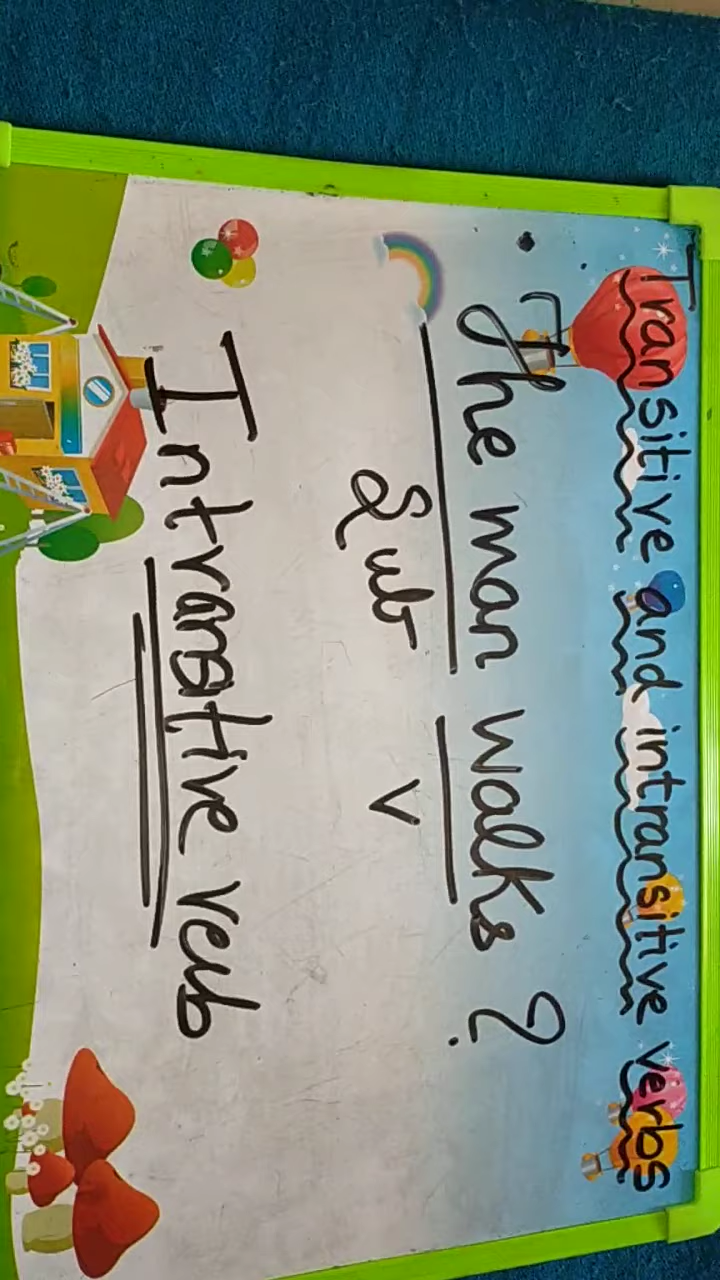 Transitive and intransitive verbs
The man walks ?
Sub V
Intransitive verb